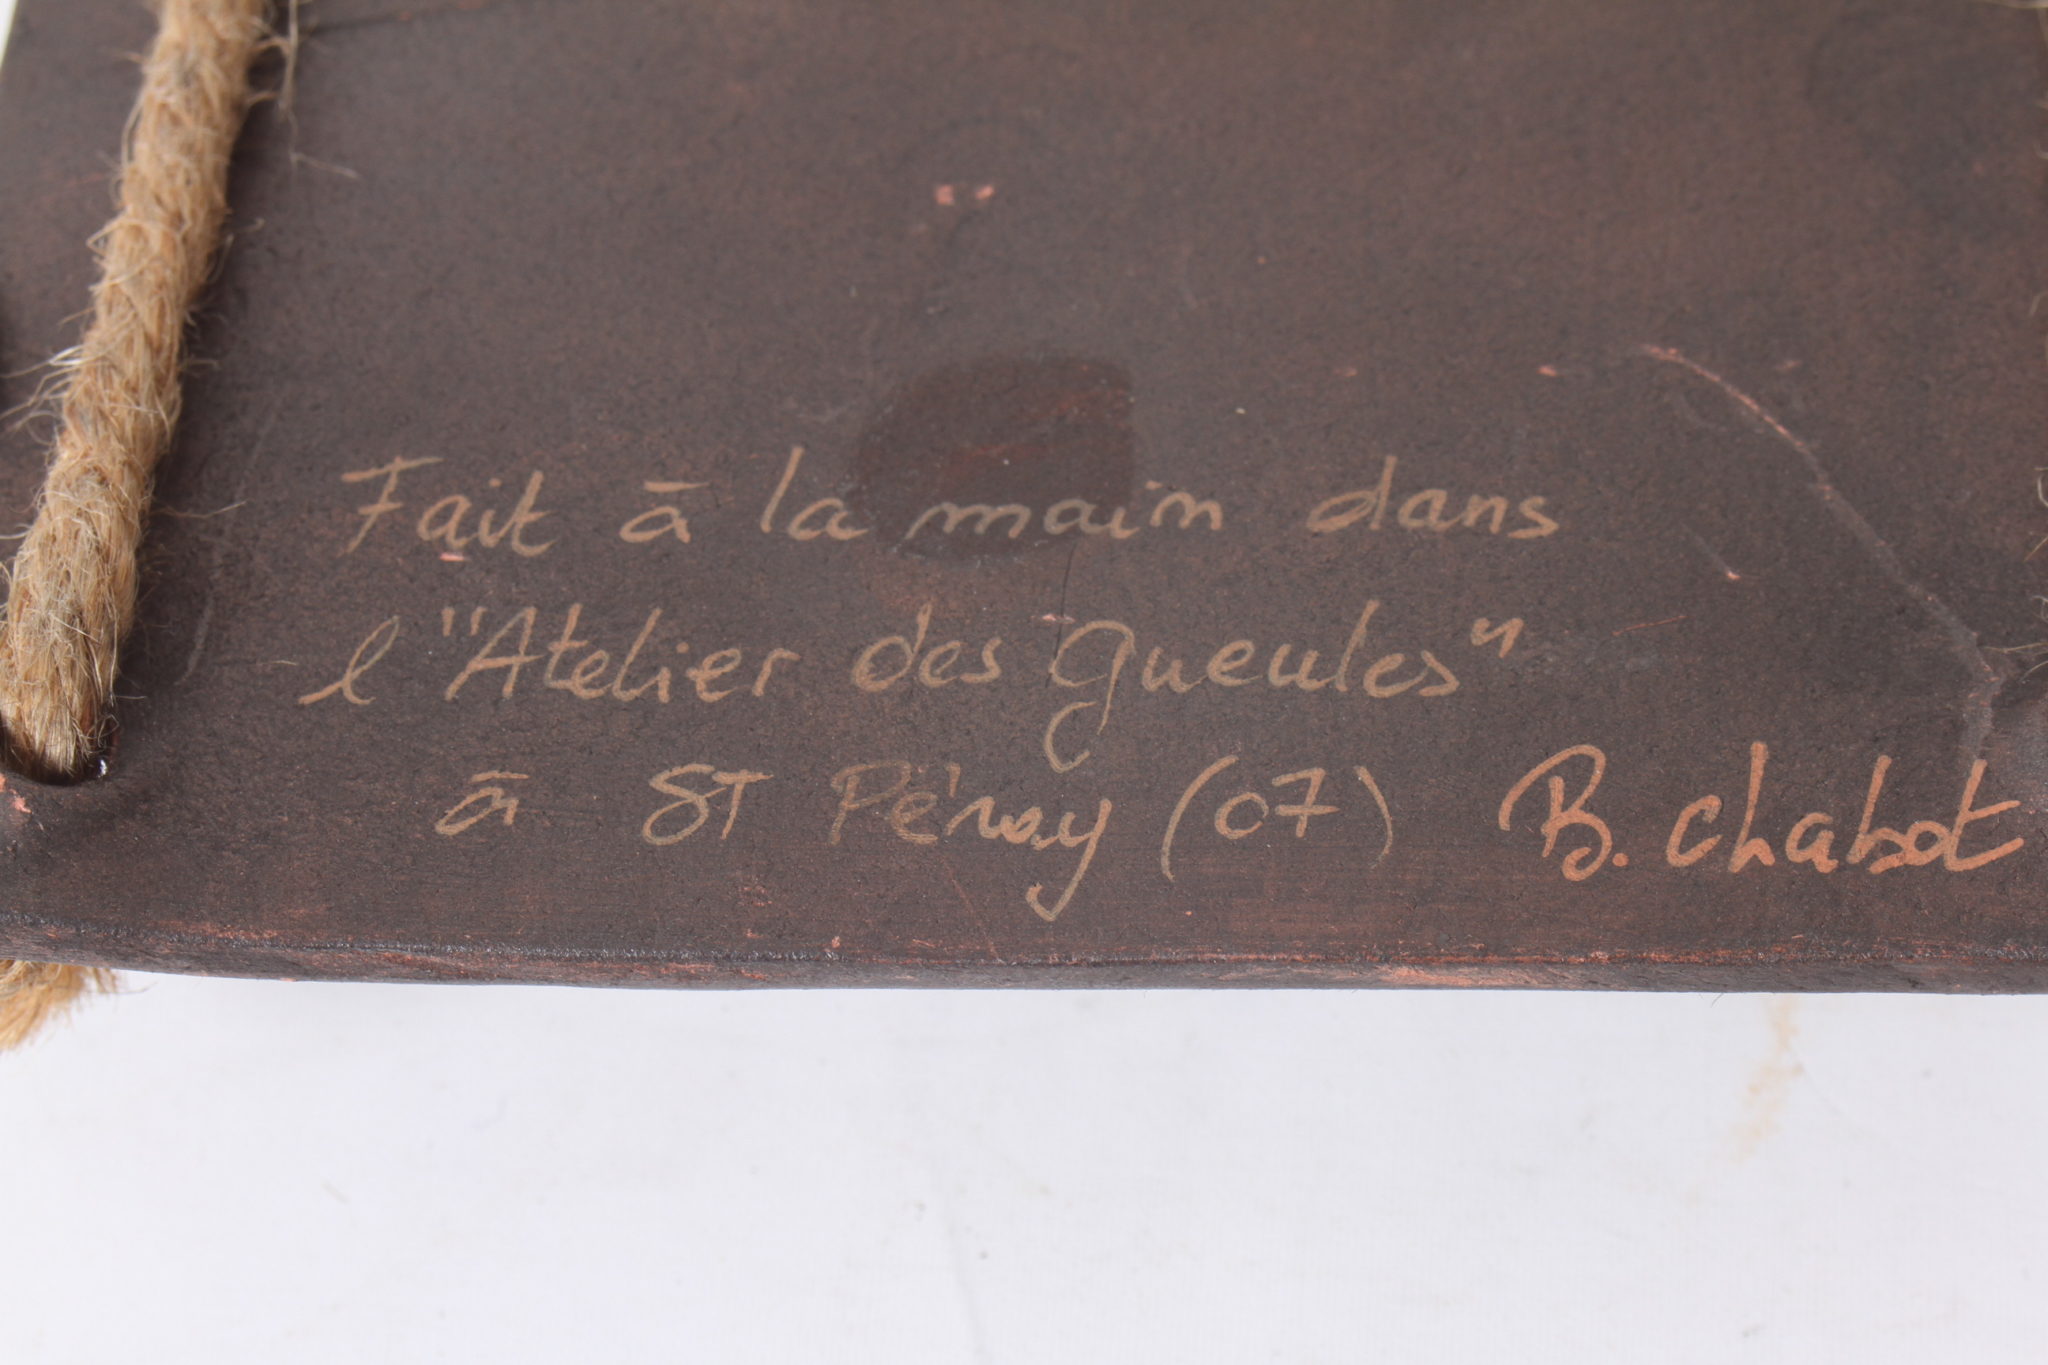 Fait à la main dans
l'"Atelier des Gueules"
à ST Péray (07) B. Chabot